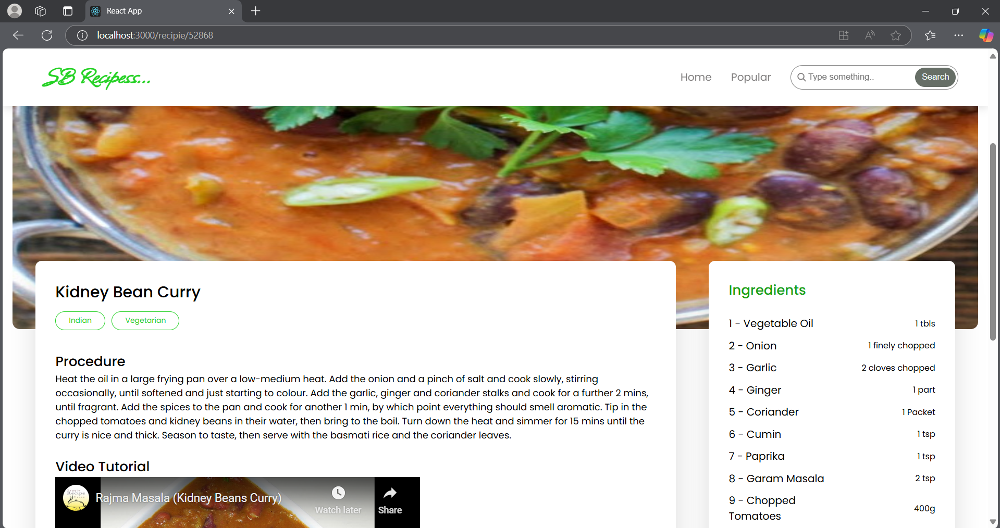 React App
localhost:3000/recipie/52868
SB Recipess...
Home
Popular
Type something..
Search
Kidney Bean Curry
Indian
Vegetarian
Procedure
Heat the oil in a large frying pan over a low-medium heat. Add the onion and a pinch of salt and cook slowly, stirring
occasionally, until softened and just starting to colour. Add the garlic, ginger and coriander stalks and cook for a further 2 mins,
until fragrant. Add the spices to the pan and cook for another 1 min, by which point everything should smell aromatic. Tip in the
chopped tomatoes and kidney beans in their water, then bring to the boil. Turn down the heat and simmer for 15 mins until the
curry is nice and thick. Season to taste, then serve with the basmati rice and the coriander leaves.
Video Tutorial
Recipe
Rajma Masala (Kidney Beans Curry)
Watch later
Share
Ingredients
1 - Vegetable Oil 1 tbls
2 - Onion 1 finely chopped
3 - Garlic 2 cloves chopped
4 - Ginger 1 part
5 - Coriander 1 Packet
6 - Cumin 1 tsp
7 - Paprika 1 tsp
8 - Garam Masala 2 tsp
9 - Chopped
Tomatoes 400g